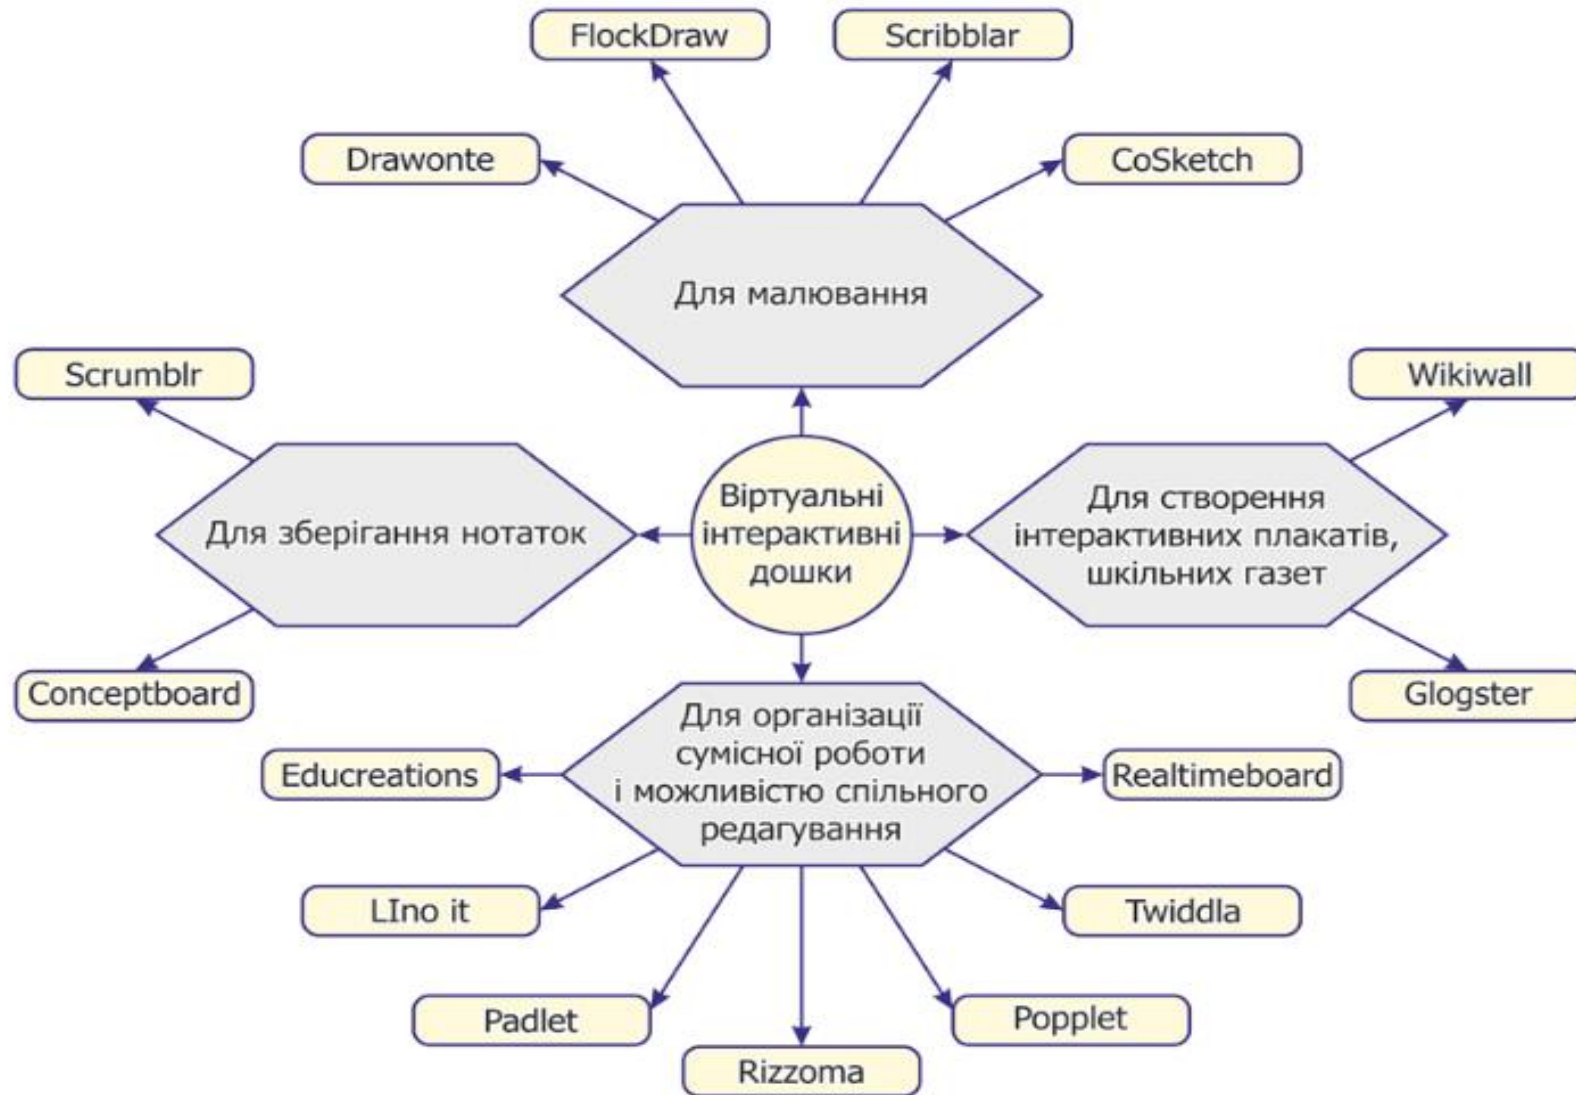 FlockDraw
Scribblar
Drawonte
CoSketch
Для малювання
Scrumblr
Wikiwall
Для зберігання нотаток
Віртуальні
інтерактивні
дошки
Для створення
інтерактивних плакатів,
шкільних газет
Conceptboard
Glogster
Для організації
сумісної роботи
і можливістю спільного
редагування
Educreations
Realtimeboard
LIno it
Twiddla
Padlet
Popplet
Rizzoma